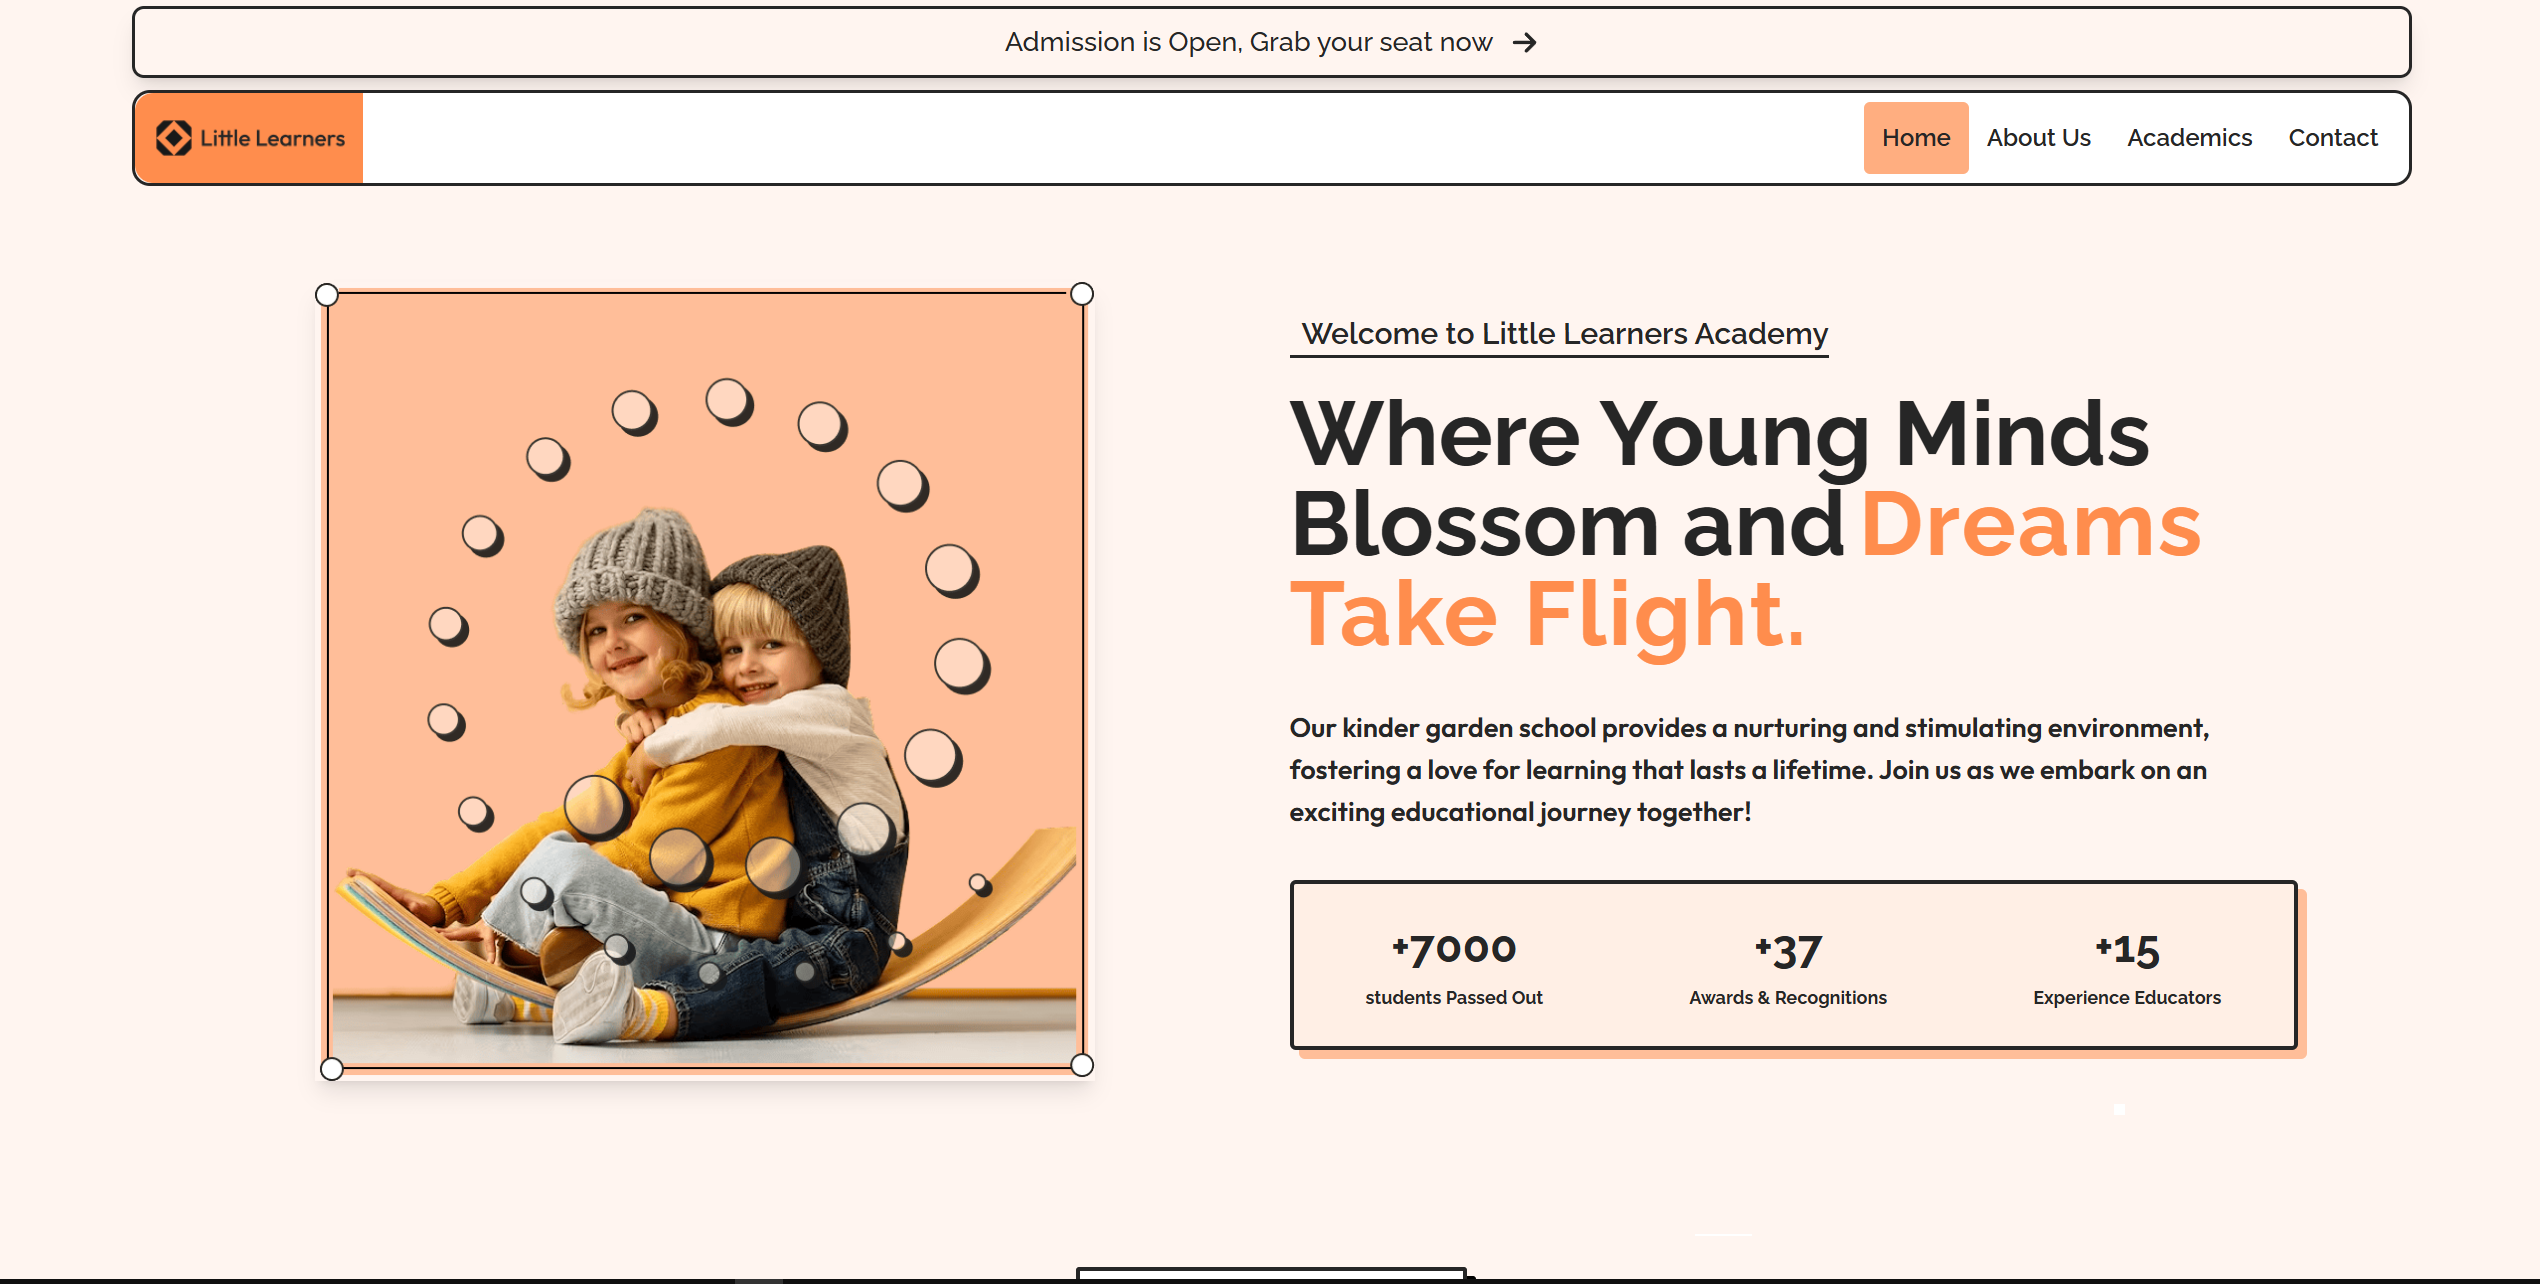 Admission is Open, Grab your seat now
Little Learners
Home
About Us
Academics
Contact
Welcome to Little Learners Academy
Where Young Minds
Blossom and Dreams
Take Flight.
Our kinder garden school provides a nurturing and stimulating environment,
fostering a love for learning that lasts a lifetime. Join us as we embark on an
exciting educational journey together!
+7000
students Passed Out
+37
Awards & Recognitions
+15
Experience Educators